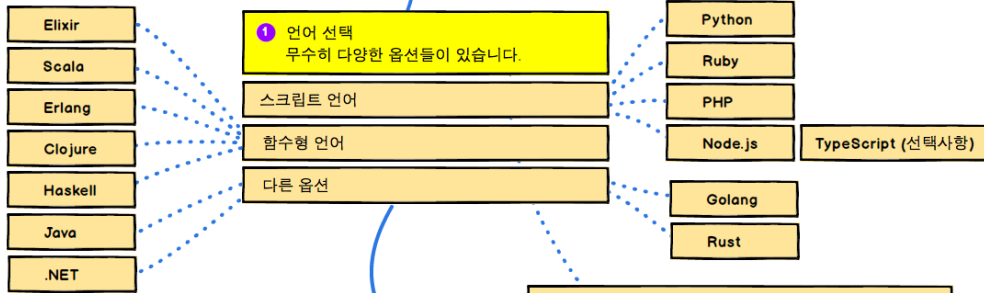 Elixir
Scala
Erlang
Clojure
Haskell
Java
.NET
1 언어 선택
무수히 다양한 옵션들이 있습니다.
스크립트 언어
함수형 언어
다른 옵션
Python
Ruby
PHP
Node.js
TypeScript (선택사항)
Golang
Rust